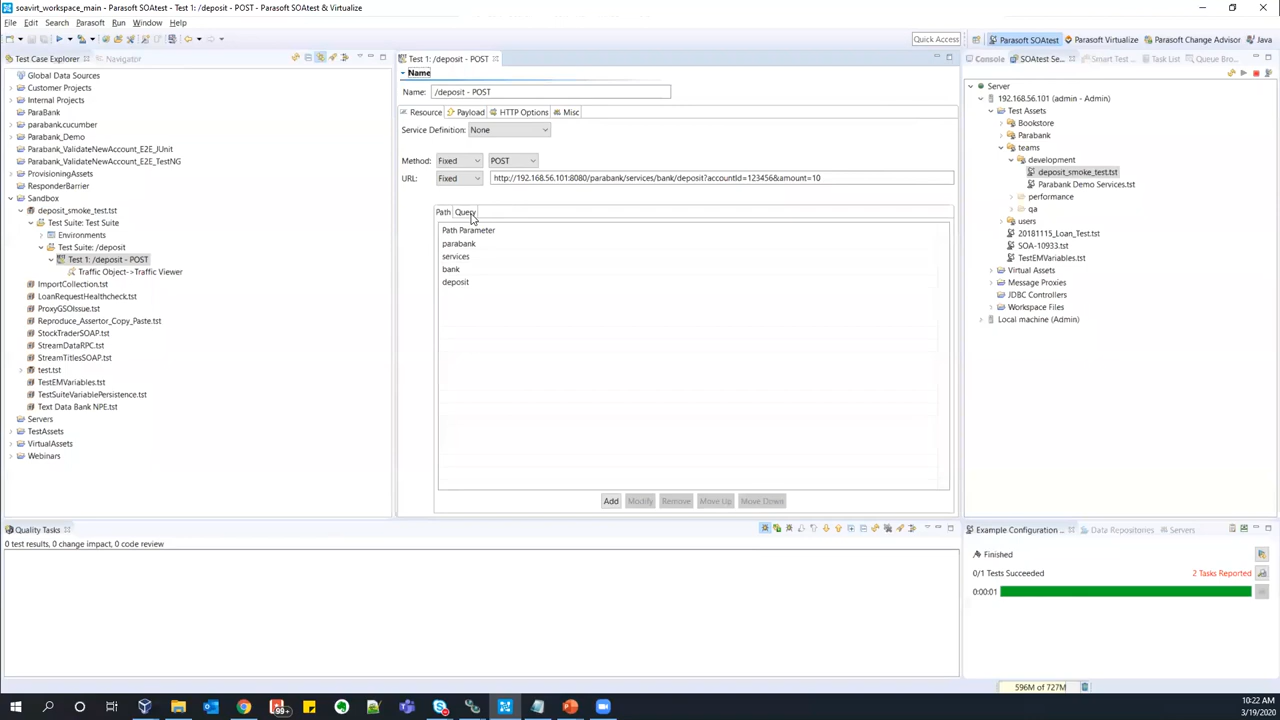 soavirt_workspace_main - Parasoft SOAtest - Test 1: /deposit - POST - Parasoft SOAtest & Virtualize
File Edit Search Parasoft Run Window Help
Quick Access
Parasoft SOAtest Parasoft Virtualize Parasoft Change Advisor Java
Test Case Explorer Navigator
Global Data Sources
Customer Projects
Internal Projects
ParaBank
parabank.cucumber
Parabank_Demo
Parabank_ValidateNewAccount_E2E_JUnit
Parabank_ValidateNewAccount_E2E_TestNG
ProvisioningAssets
ResponderBarrier
Sandbox
deposit_smoke_test.tst
Test Suite: Test Suite
Environments
Test Suite: /deposit
Test 1: /deposit - POST
Traffic Object->Traffic Viewer
ImportCollection.tst
LoanRequestHealthcheck.tst
ProxyGSOIssue.tst
Reproduce_Assertor_Copy_Paste.tst
StockTraderSOAP.tst
StreamDataRPC.tst
StreamTitlesSOAP.tst
test.tst
TestEMVariables.tst
TestSuiteVariablePersistence.tst
Text Data Bank NPE.tst
Servers
TestAssets
VirtualAssets
Webinars
Test 1: /deposit - POST
Name
Name: /deposit - POST
Resource Payload HTTP Options Misc
Service Definition: None
Method: Fixed POST
URL: Fixed http://192.168.56.101:8080/parabank/services/bank/deposit?accountId=123456&amount=10
Path Query
Path Parameter
parabank
services
bank
deposit
Add Modify Remove Move Up Move Down
Console SOAtest Se... Smart Test ... Task List Queue Bro...
Server
192.168.56.101 (admin - Admin)
Test Assets
Bookstore
Parabank
teams
development
deposit_smoke_test.tst
Parabank Demo Services.tst
performance
qa
users
20181115_Loan_Test.tst
SOA-10933.tst
TestEMVariables.tst
Virtual Assets
Message Proxies
JDBC Controllers
Workspace Files
Local machine (Admin)
Quality Tasks
0 test results, 0 change impact, 0 code review
Example Configuration ... Data Repositories Servers
Finished
0/1 Tests Succeeded 2 Tasks Reported
0:00:01
596M of 727M
99+
10:22 AM
3/19/2020